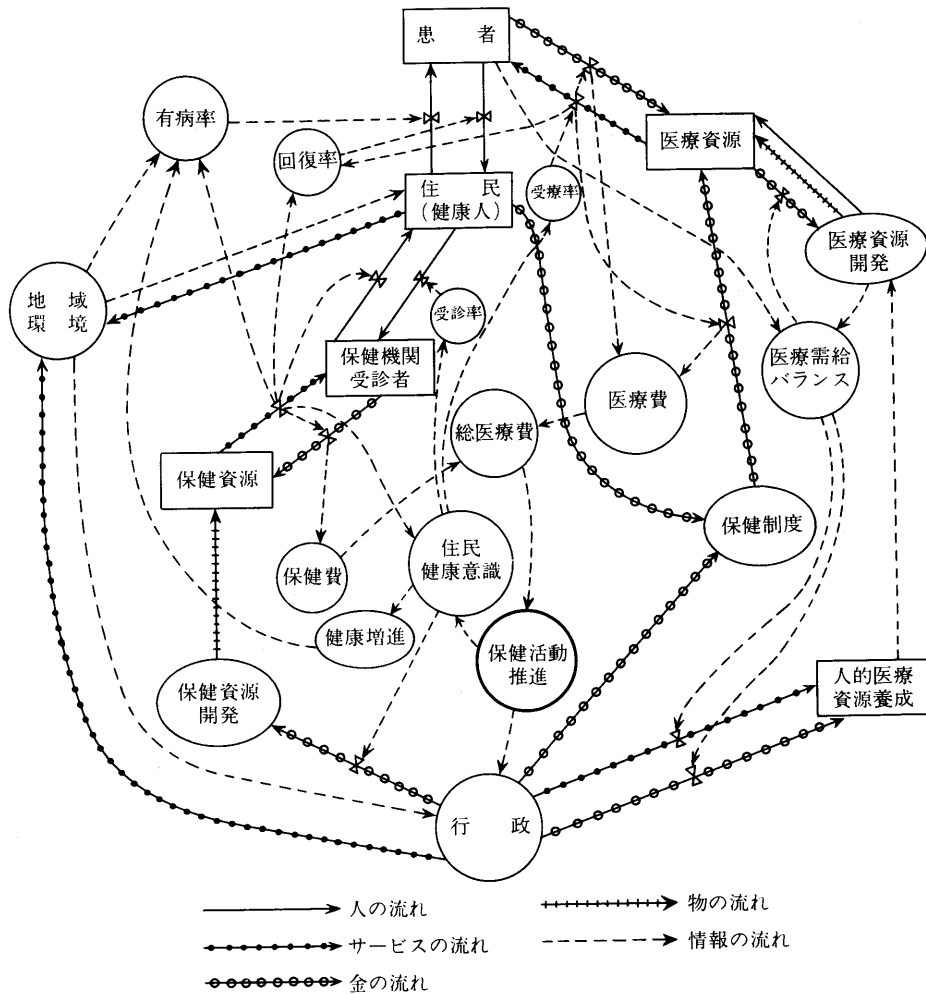 患者
有病率
医療資源
回復率
住民
(健康人)
受療率
医療資源
開発
地域
環境
受診率
保健機関
受診者
医療需給
バランス
医療費
総医療費
保健資源
保健制度
住民
健康意識
保健費
健康増進
保健活動
推進
保健資源
開発
人的医療
資源養成
行政
人の流れ
物の流れ
サービスの流れ
情報の流れ
金の流れ